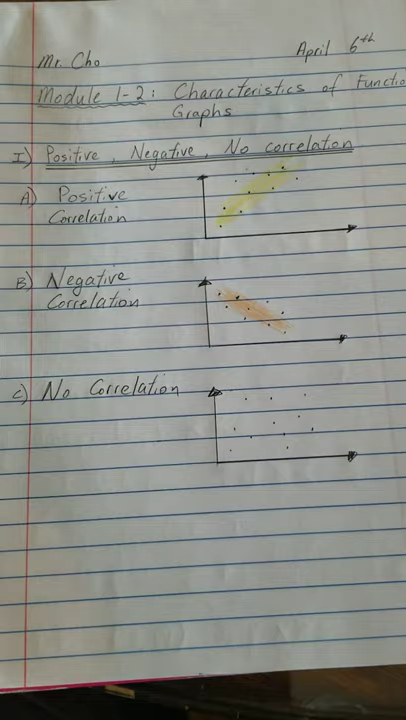 Mr. Cho April 6th
Module 1-2: Characteristics of Functio
Graphs
I) Positive, Negative, No correlation
A) Positive
Correlation
B) Negative
Correlation
C) No Correlation